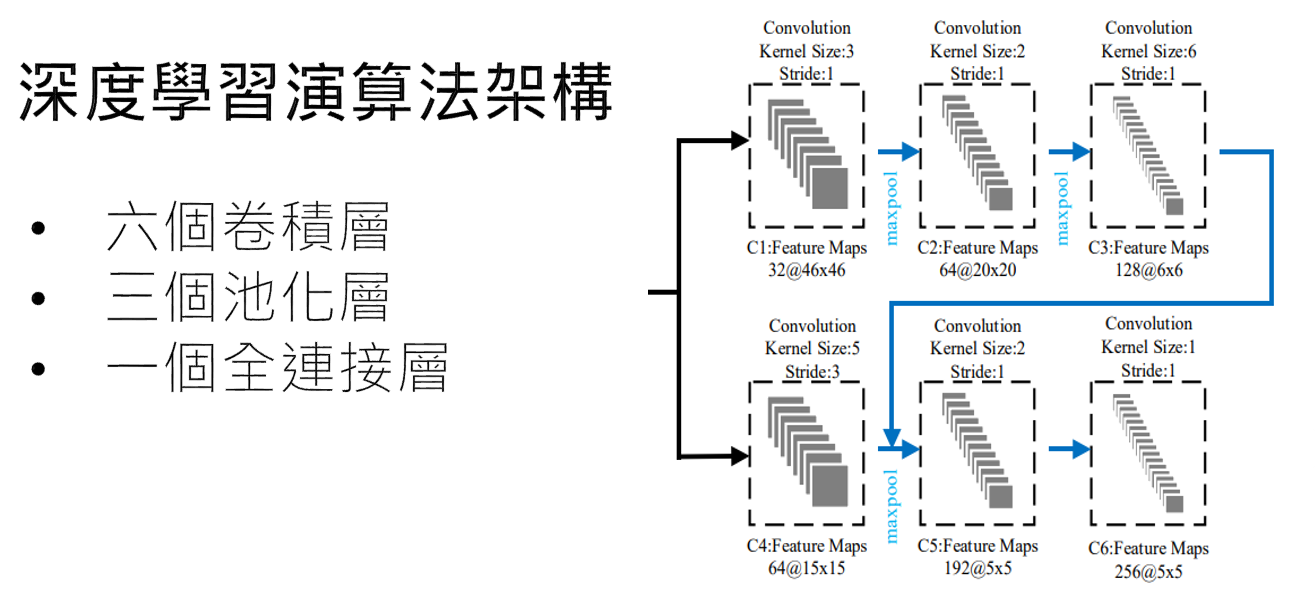 深度學習演算法架構
• 六個卷積層
• 三個池化層
• 一個全連接層
Convolution
Kernel Size:3
Stride:1
C1:Feature Maps
32@46x46
maxpool
Convolution
Kernel Size:2
Stride:1
C2:Feature Maps
64@20x20
maxpool
Convolution
Kernel Size:6
Stride:1
C3:Feature Maps
128@6x6
Convolution
Kernel Size:5
Stride:3
C4:Feature Maps
64@15x15
maxpool
Convolution
Kernel Size:2
Stride:1
C5:Feature Maps
192@5x5
Convolution
Kernel Size:1
Stride:1
C6:Feature Maps
256@5x5